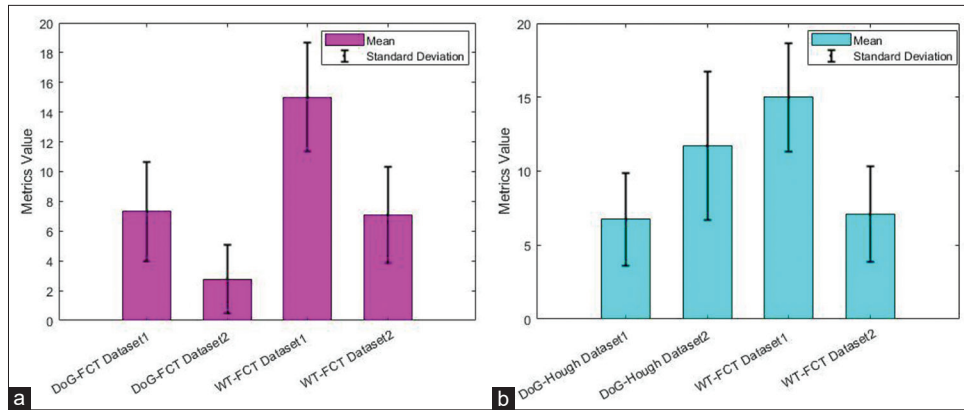 20
18
16
14
12
10
8
6
4
2
0
Metrics Value
Mean
Standard Deviation
DoG-FCT Dataset1
DoG-FCT Dataset2
WT-FCT Dataset1
WT-FCT Dataset2
a
20
15
10
5
0
Metrics Value
Mean
Standard Deviation
DoG-Hough Dataset1
DoG-Hough Dataset2
WT-FCT Dataset1
WT-FCT Dataset2
b